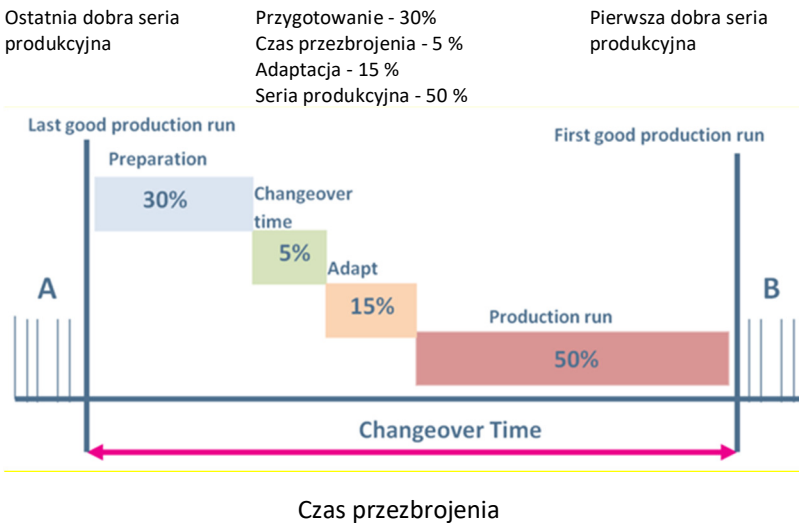 Ostatnia dobra seria
produkcyjna
Przygotowanie - 30%
Czas przezbrojenia - 5 %
Adaptacja - 15 %
Seria produkcyjna - 50 %
Pierwsza dobra seria
produkcyjna
Last good production run
First good production run
Preparation
30%
Changeover
time
5%
Adapt
15%
A
B
Production run
50%
Changeover Time
Czas przezbrojenia